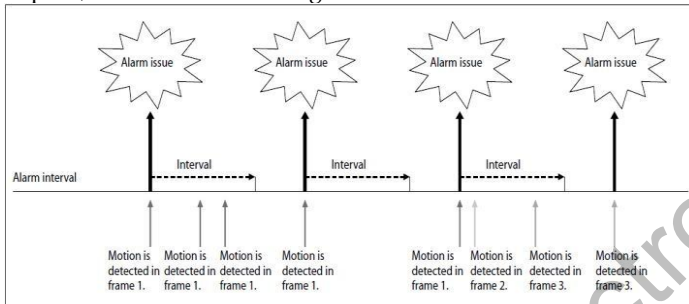 Alarm issue Alarm issue Alarm issue Alarm issue
Interval Interval Interval
Alarm interval
Motion is Motion is Motion is Motion is Motion is Motion is Motion is Motion is
detected in detected in detected in detected in detected in detected in detected in detected in
frame 1. frame 1. frame 1. frame 1. frame 1. frame 2. frame 3. frame 3.